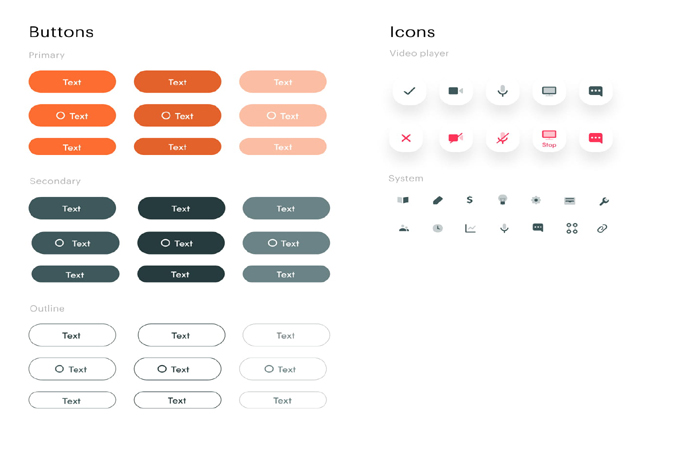 Buttons
Primary
Text Text Text
Text Text Text
Text Text Text
Secondary
Text Text Text
Text Text Text
Text Text Text
Outline
Text Text Text
Text Text Text
Text Text Text
Icons
Video player
Stop
System
S